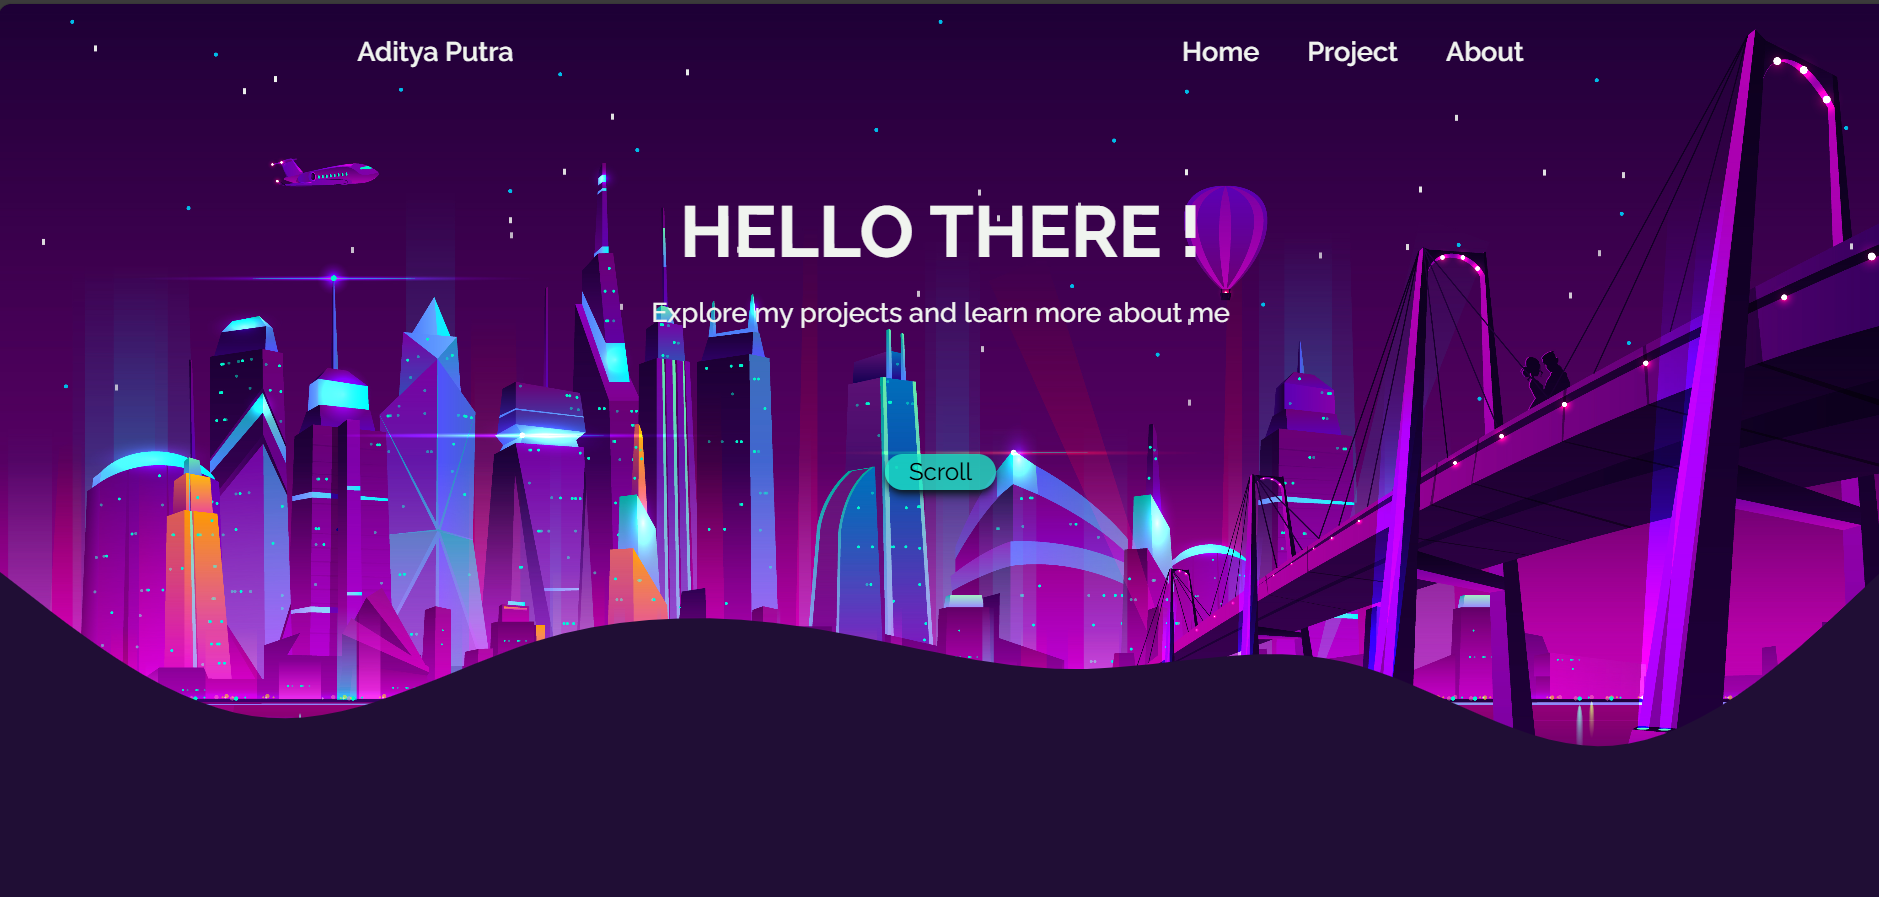 Aditya Putra
Home Project About
HELLO THERE !
Explore my projects and learn more about me
Scroll